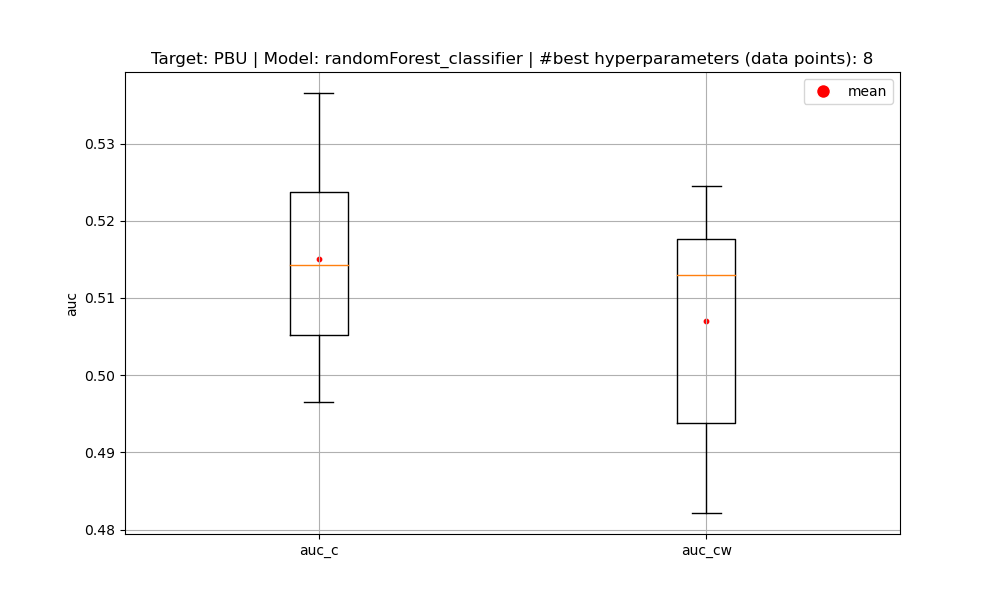 Target: PBU | Model: randomForest_classifier | #best hyperparameters (data points): 8
mean
0.53
0.52
0.51
0.50
0.49
0.48
auc
auc_c
auc_cw